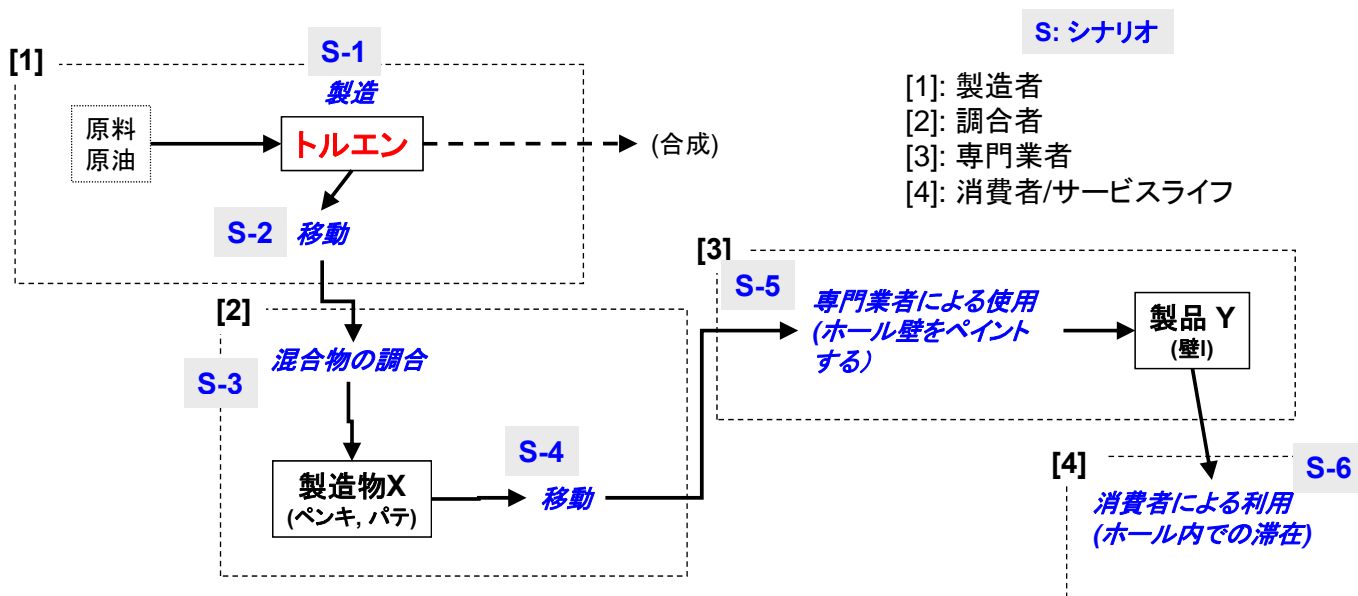 S: シナリオ
[1]: 製造者
[2]: 調合者
[3]: 専門業者
[4]: 消費者/サービスライフ
[1]
S-1
製造
原料
原油
トルエン
(合成)
S-2
移動
[2]
混合物の調合
S-3
製造物X
(ペンキ, パテ)
S-4
移動
[3]
S-5
専門業者による使用
(ホール壁をペイント
する）
製品 Y
(壁l)
[4]
S-6
消費者による利用
(ホール内での滞在)